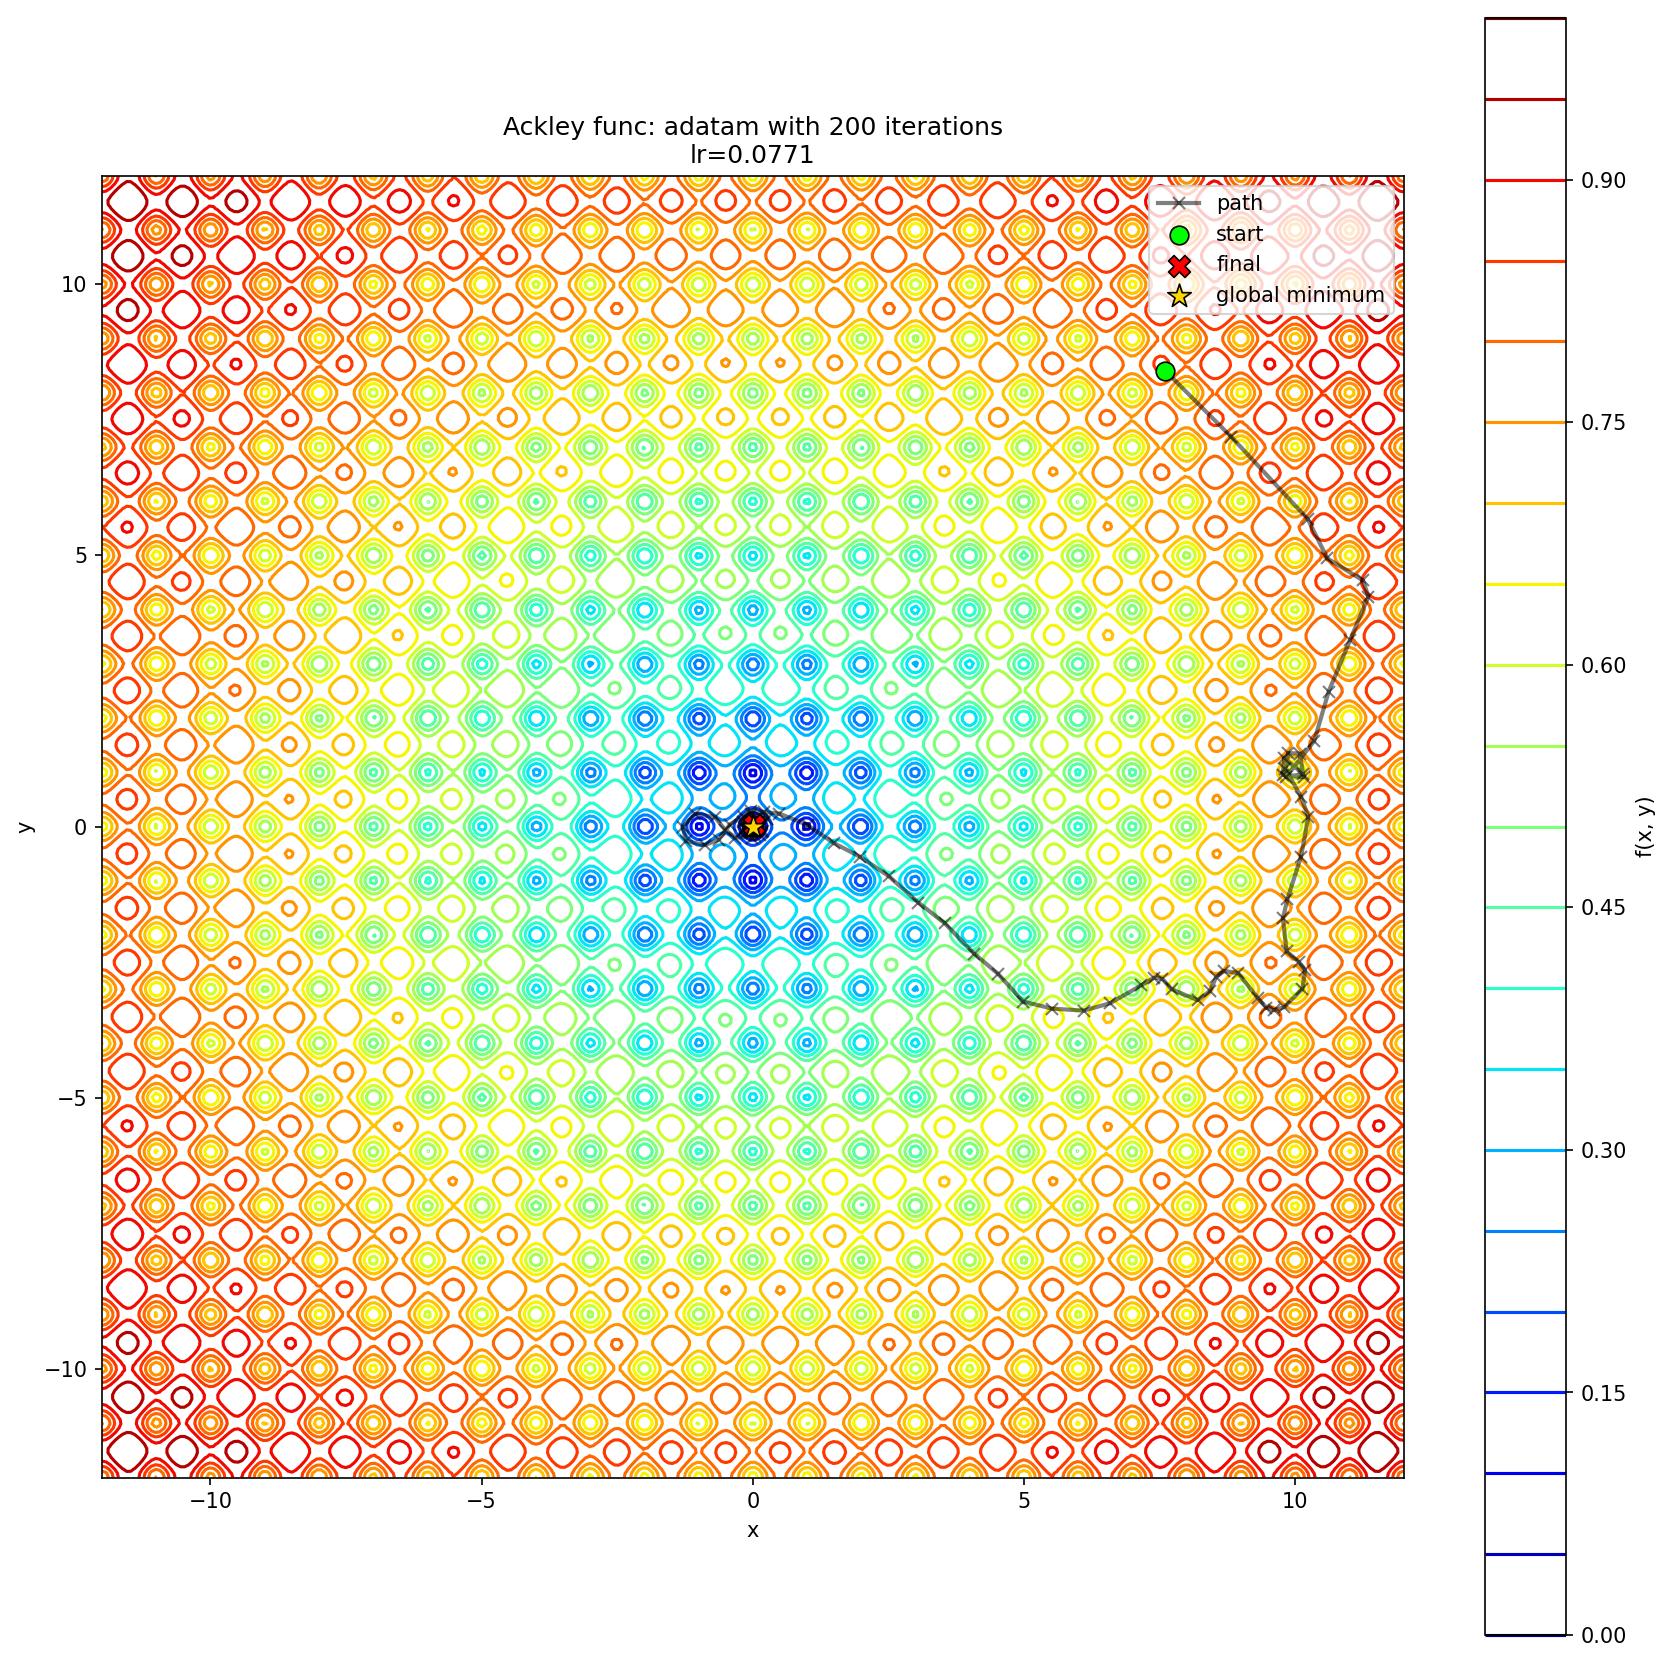 Ackley func: adatam with 200 iterations
lr=0.0771
path
start
final
global minimum
10
5
0
−5
−10
y
−10
−5
0
5
10
x
0.90
0.75
0.60
0.45
0.30
0.15
0.00
f(x, y)